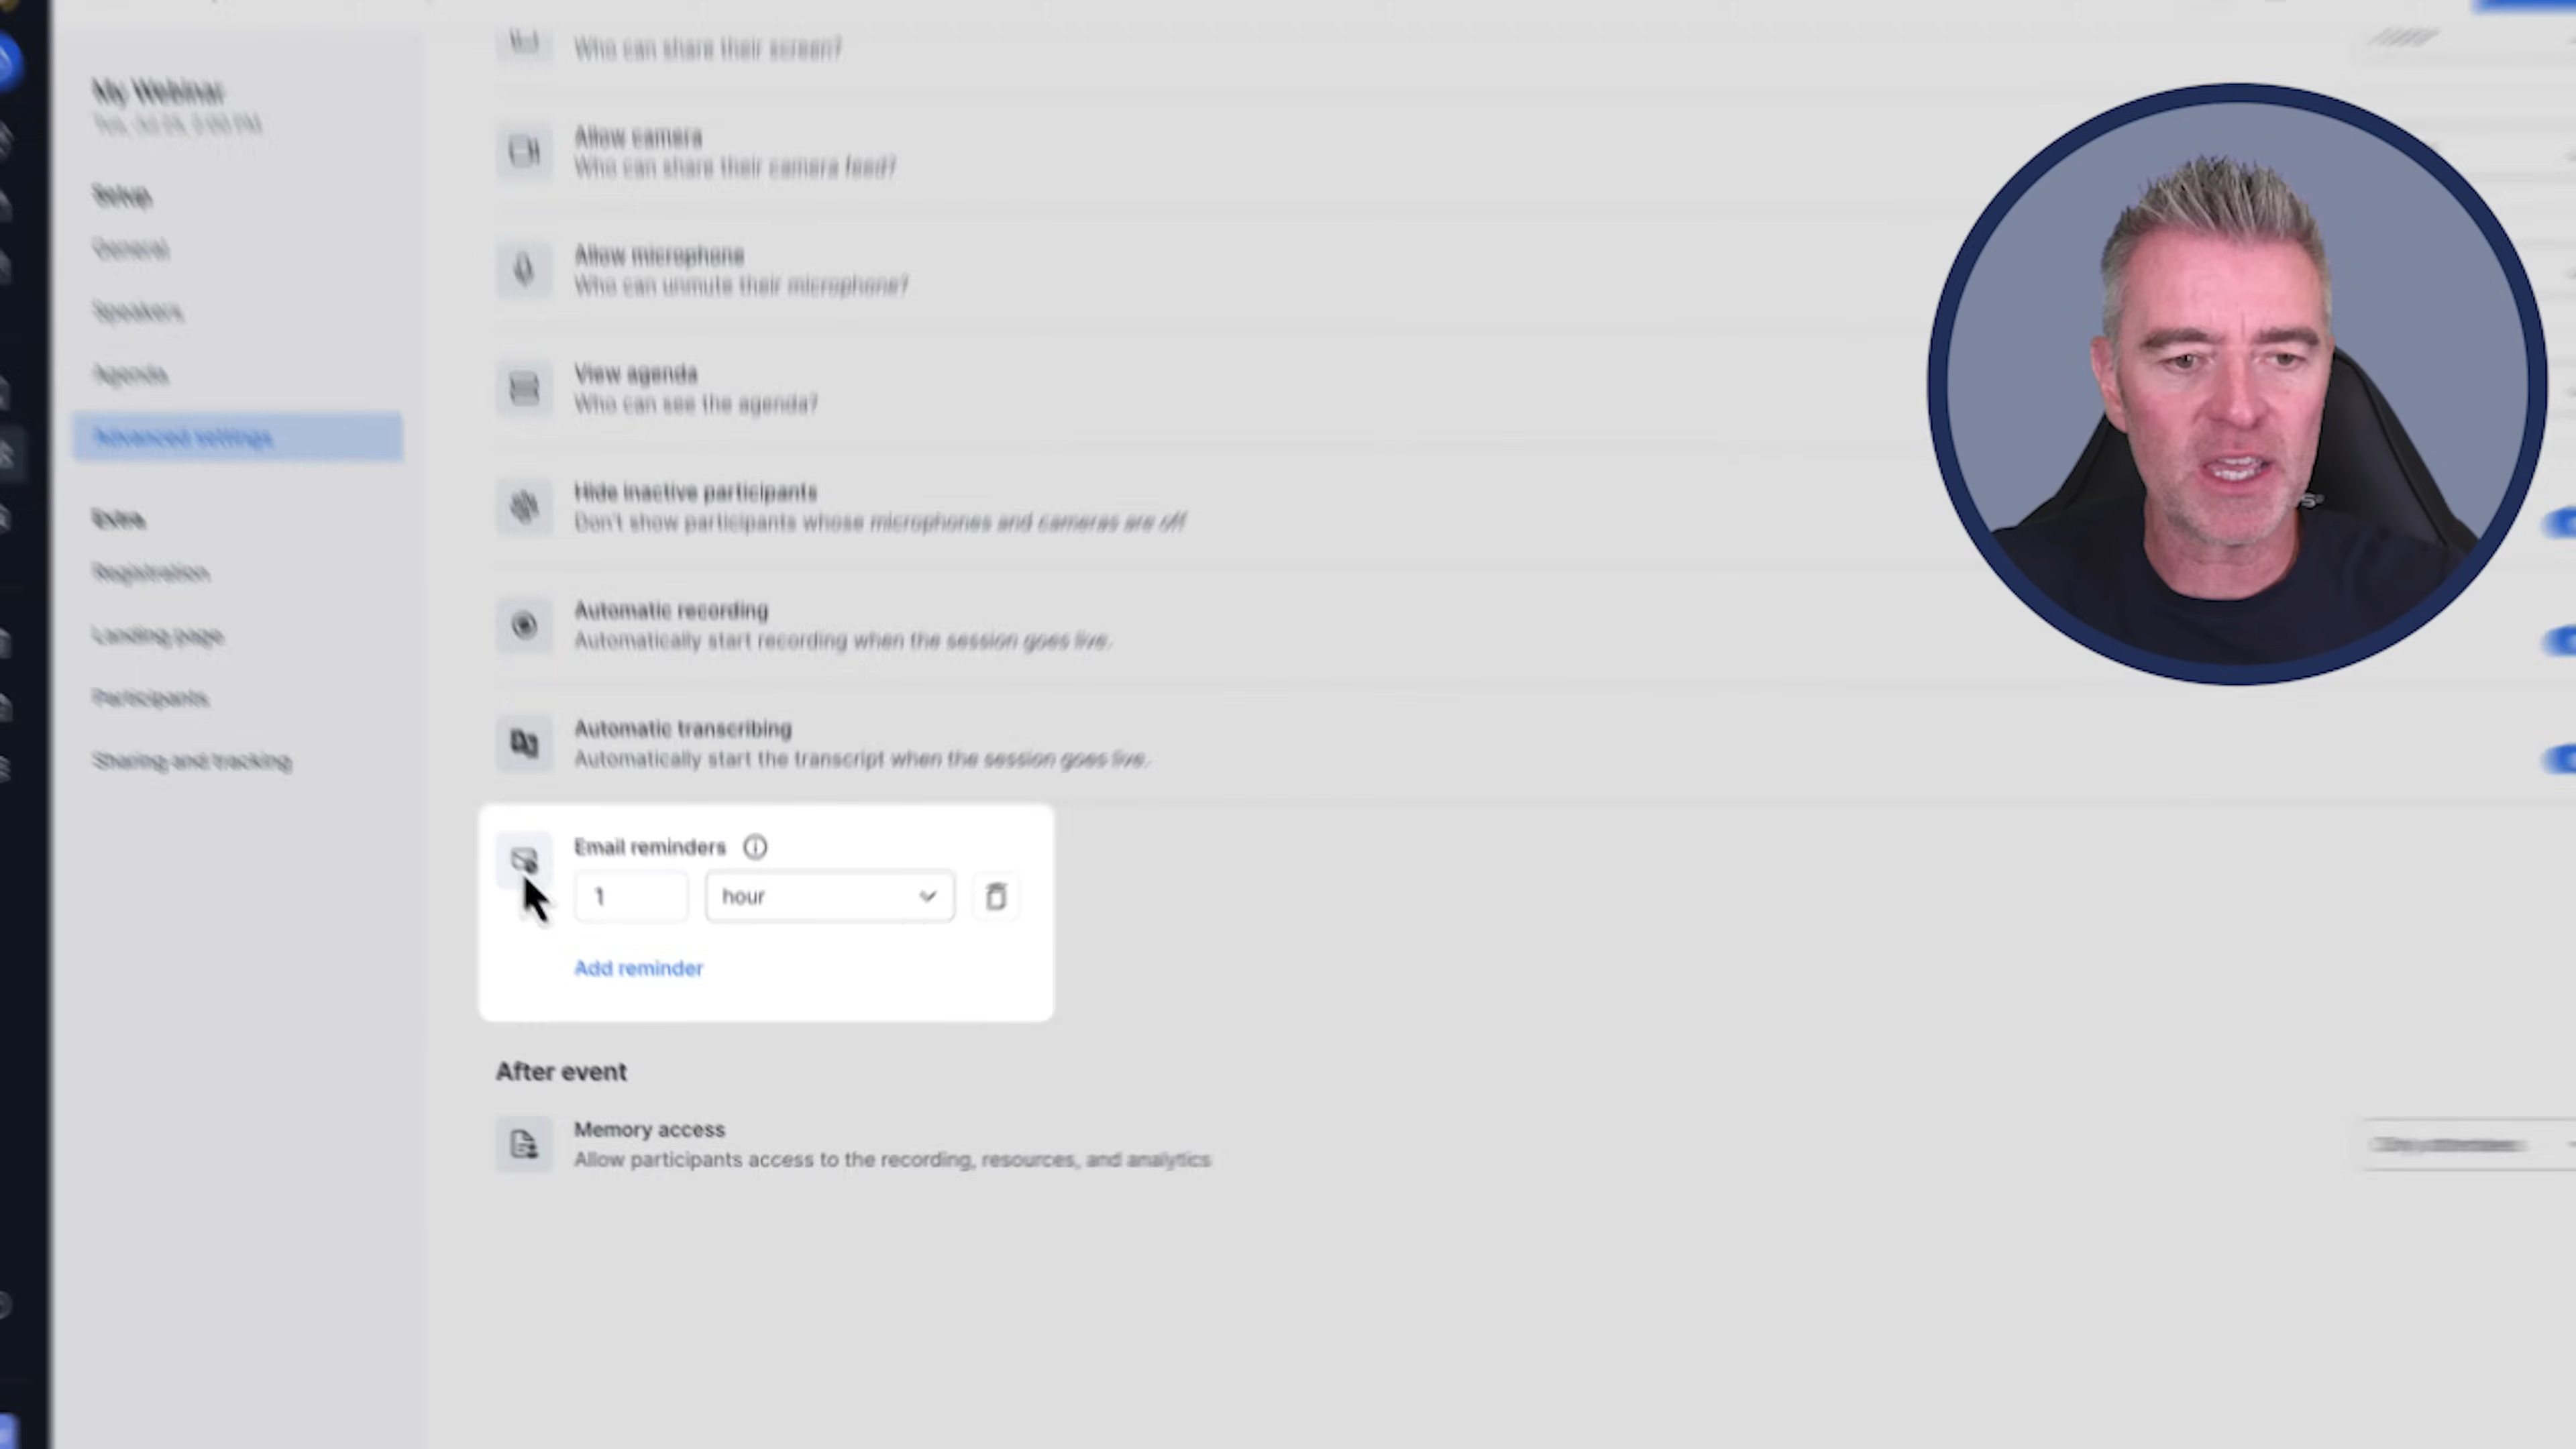 Who can share their screen?
My Webinar
Setup
General
Speakers
Agenda
Advanced settings
Extra
Registration
Landing page
Participants
Sharing and tracking
Allow camera
Who can share their camera feed?
Allow microphone
Who can unmute their microphone?
View agenda
Who can see the agenda?
Hide inactive participants
Don't show participants whose microphones and cameras are off
Automatic recording
Automatically start recording when the session goes live.
Automatic transcribing
Automatically start the transcript when the session goes live.
Email reminders
1 hour
Add reminder
After event
Memory access
Allow participants access to the recording, resources, and analytics